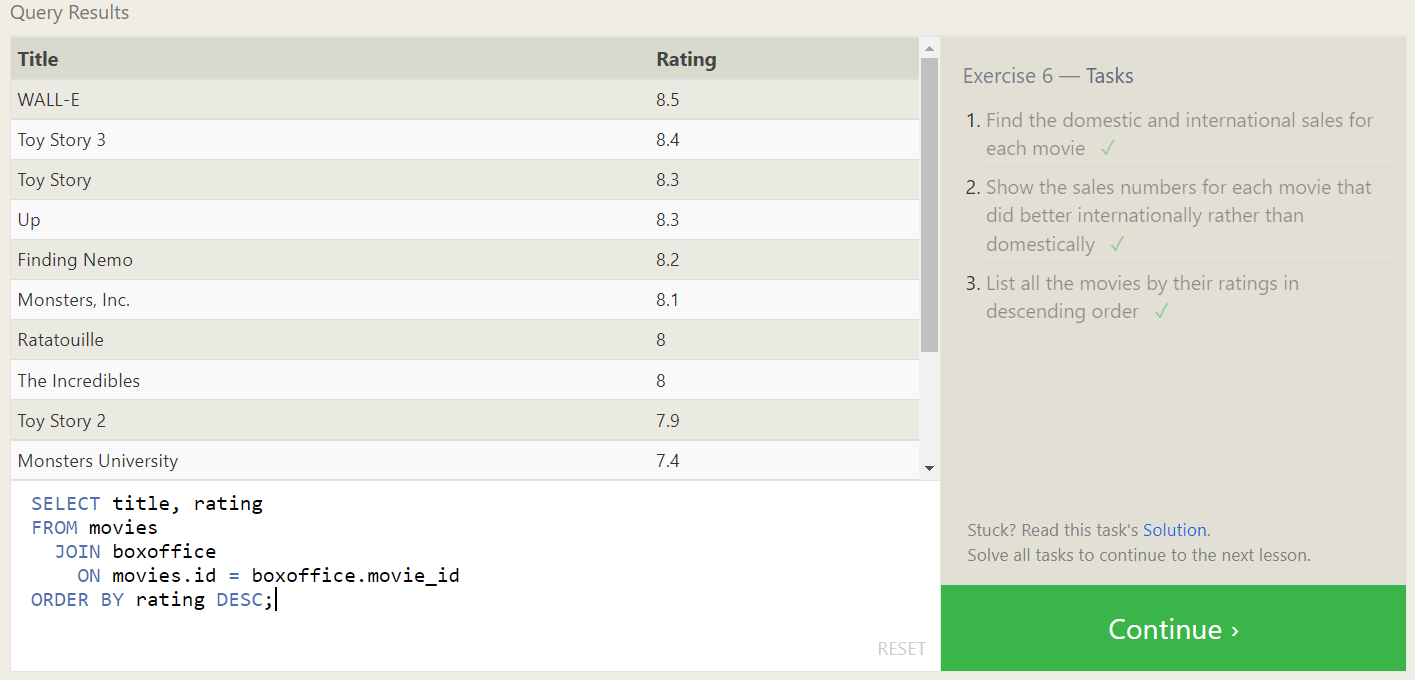 Query Results
Title Rating
WALL-E 8.5
Toy Story 3 8.4
Toy Story 8.3
Up 8.3
Finding Nemo 8.2
Monsters, Inc. 8.1
Ratatouille 8
The Incredibles 8
Toy Story 2 7.9
Monsters University 7.4
SELECT title, rating
FROM movies
  JOIN boxoffice
    ON movies.id = boxoffice.movie_id
ORDER BY rating DESC;
RESET
Exercise 6 — Tasks
1. Find the domestic and international sales for
each movie ✓
2. Show the sales numbers for each movie that
did better internationally rather than
domestically ✓
3. List all the movies by their ratings in
descending order ✓
Stuck? Read this task's Solution.
Solve all tasks to continue to the next lesson.
Continue ›